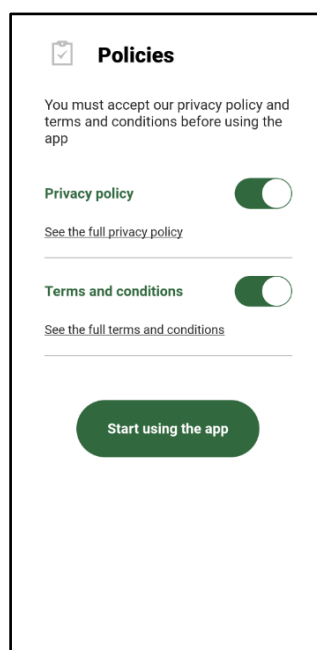 Policies
You must accept our privacy policy and
terms and conditions before using the
app
Privacy policy
See the full privacy policy
Terms and conditions
See the full terms and conditions
Start using the app